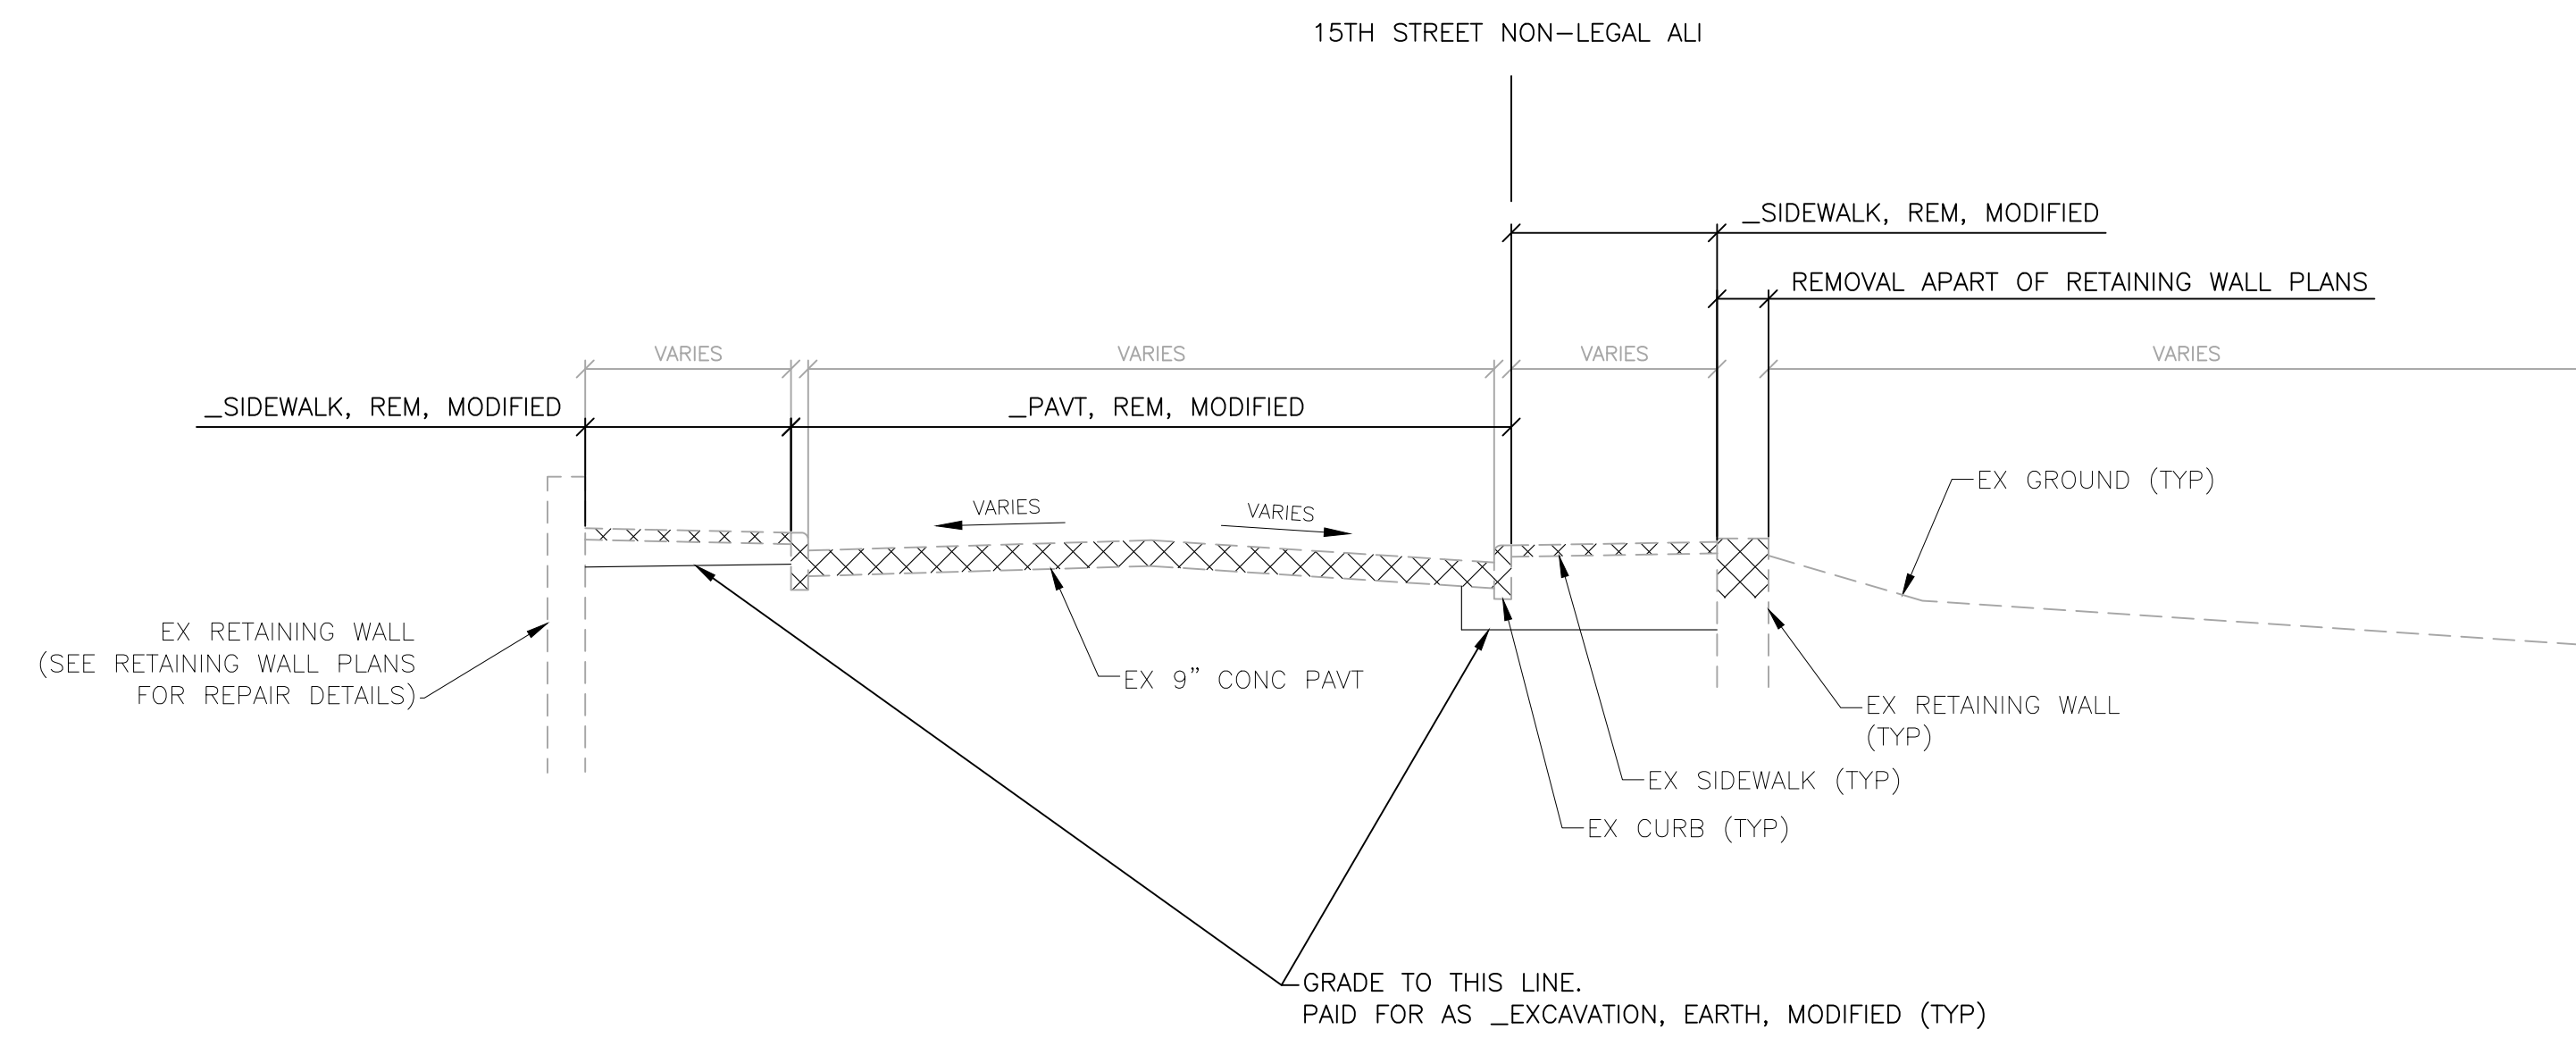 15TH STREET NON-LEGAL ALI
_SIDEWALK, REM, MODIFIED
REMOVAL APART OF RETAINING WALL PLANS
VARIES
VARIES
VARIES
VARIES
_SIDEWALK, REM, MODIFIED
_PAVT, REM, MODIFIED
VARIES
VARIES
EX GROUND (TYP)
EX RETAINING WALL
(SEE RETAINING WALL PLANS
FOR REPAIR DETAILS)
EX 9" CONC PAVT
EX RETAINING WALL
(TYP)
EX SIDEWALK (TYP)
EX CURB (TYP)
GRADE TO THIS LINE.
PAID FOR AS _EXCAVATION, EARTH, MODIFIED (TYP)